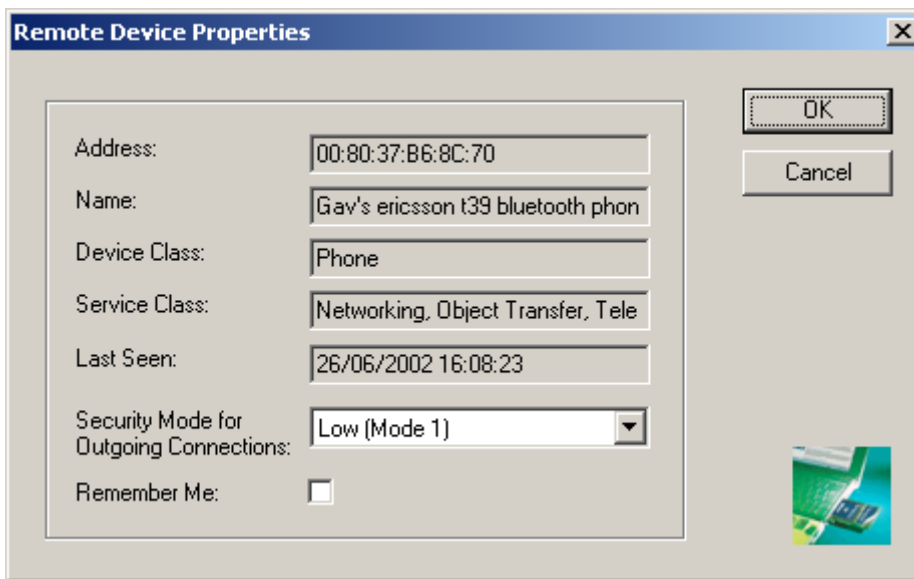 Remote Device Properties
Address: 00:80:37:B6:8C:70
Name: Gav's ericsson t39 bluetooth phon
Device Class: Phone
Service Class: Networking, Object Transfer, Tele
Last Seen: 26/06/2002 16:08:23
Security Mode for
Outgoing Connections: Low (Mode 1)
Remember Me:
OK
Cancel